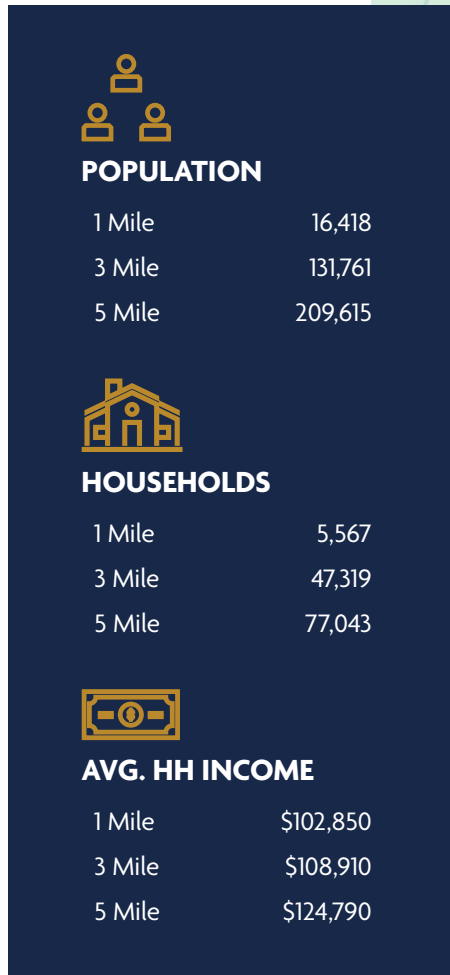 POPULATION
1 Mile 16,418
3 Mile 131,761
5 Mile 209,615
HOUSEHOLDS
1 Mile 5,567
3 Mile 47,319
5 Mile 77,043
AVG. HH INCOME
1 Mile $102,850
3 Mile $108,910
5 Mile $124,790